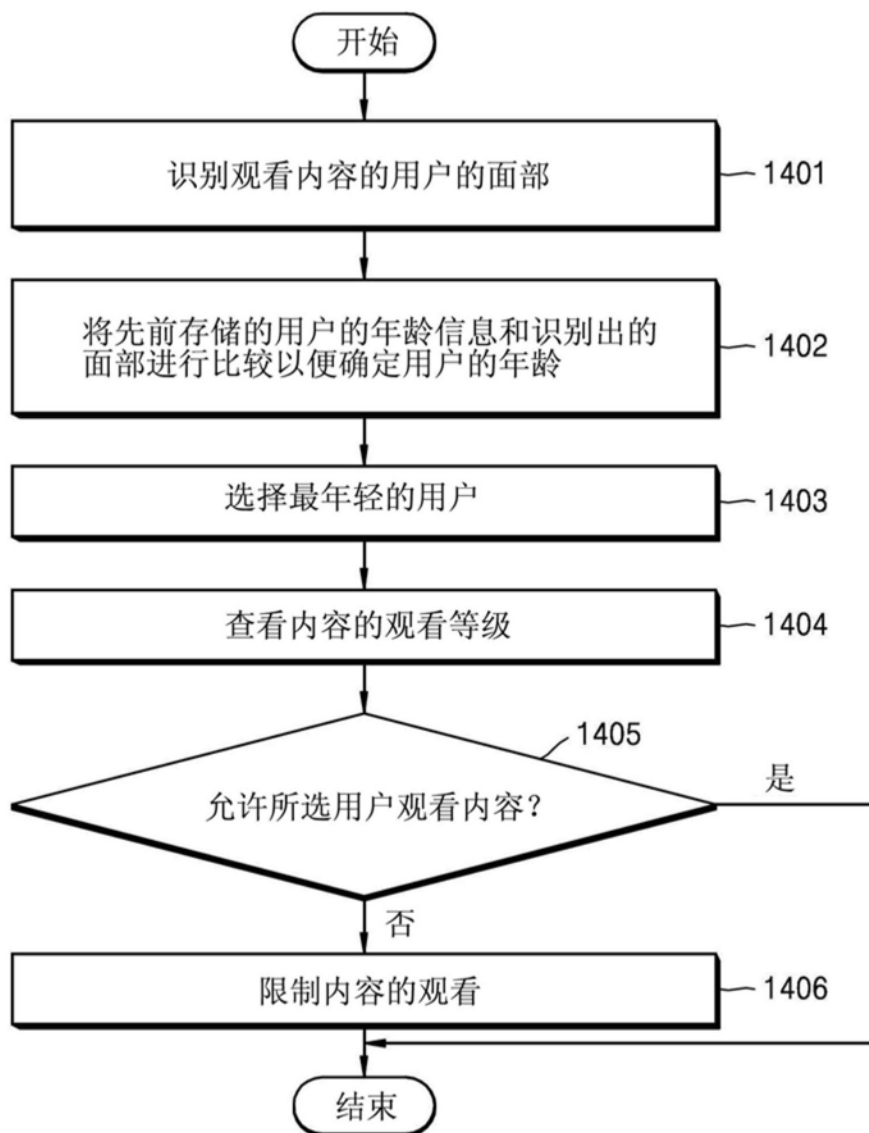 开始
识别观看内容的用户的面部
1401
将先前存储的用户的年龄信息和识别出的
面部进行比较以便确定用户的年龄
1402
选择最年轻的用户
1403
查看内容的观看等级
1404
1405
允许所选用户观看内容?
是
否
限制内容的观看
1406
结束